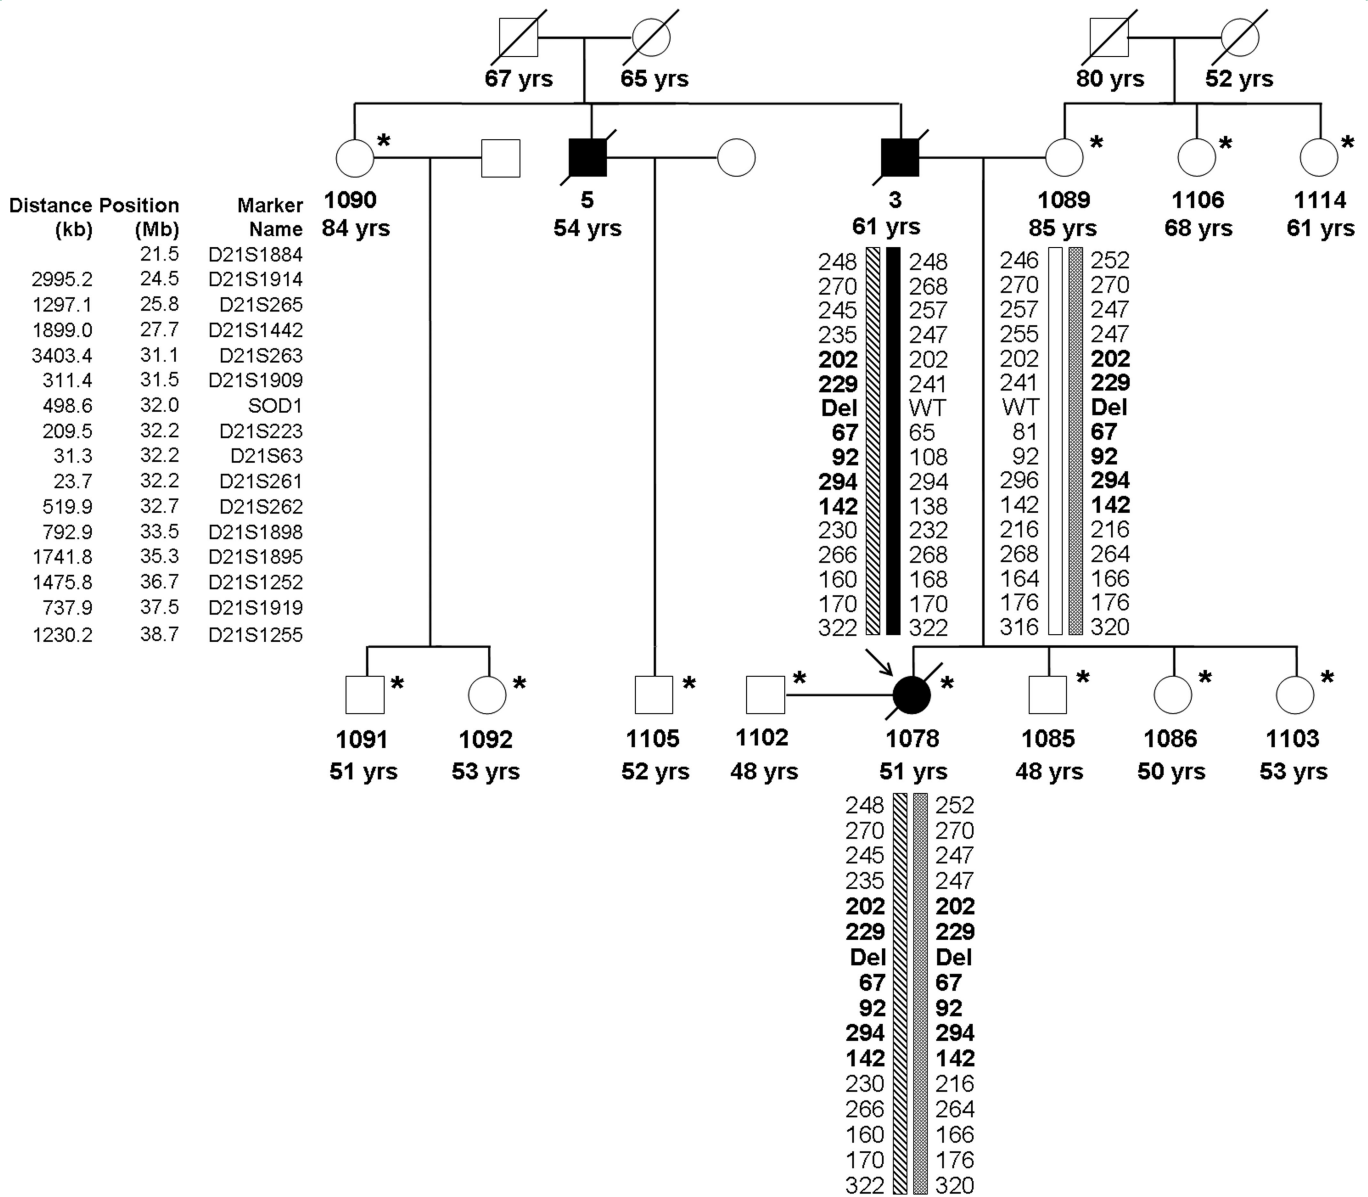 67 yrs 65 yrs 80 yrs 52 yrs
* * * *
1090 5 3 1089 1106 1114
84 yrs 54 yrs 61 yrs 85 yrs 68 yrs 61 yrs
Distance Position Marker
(kb) (Mb) Name
21.5 D21S1884
2995.2 24.5 D21S1914
1297.1 25.8 D21S265
1899.0 27.7 D21S1442
3403.4 31.1 D21S263
311.4 31.5 D21S1909
498.6 32.0 SOD1
209.5 32.2 D21S223
31.3 32.2 D21S63
23.7 32.2 D21S261
519.9 32.7 D21S262
792.9 33.5 D21S1898
1741.8 35.3 D21S1895
1475.8 36.7 D21S1252
737.9 37.5 D21S1919
1230.2 38.7 D21S1255
248 248 246 252
270 268 270 270
245 257 257 247
235 247 255 247
202 202 202 202
229 241 241 229
Del WT WT Del
67 65 81 67
92 108 92 92
294 294 296 294
142 138 142 142
230 232 216 216
266 268 268 264
160 168 164 166
170 170 176 176
322 322 316 320
* * * * * * * *
1091 1092 1105 1102 1078 1085 1086 1103
51 yrs 53 yrs 52 yrs 48 yrs 51 yrs 48 yrs 50 yrs 53 yrs
248 252
270 270
245 247
235 247
202 202
229 229
Del Del
67 67
92 92
294 294
142 142
230 216
266 264
160 166
170 176
322 320